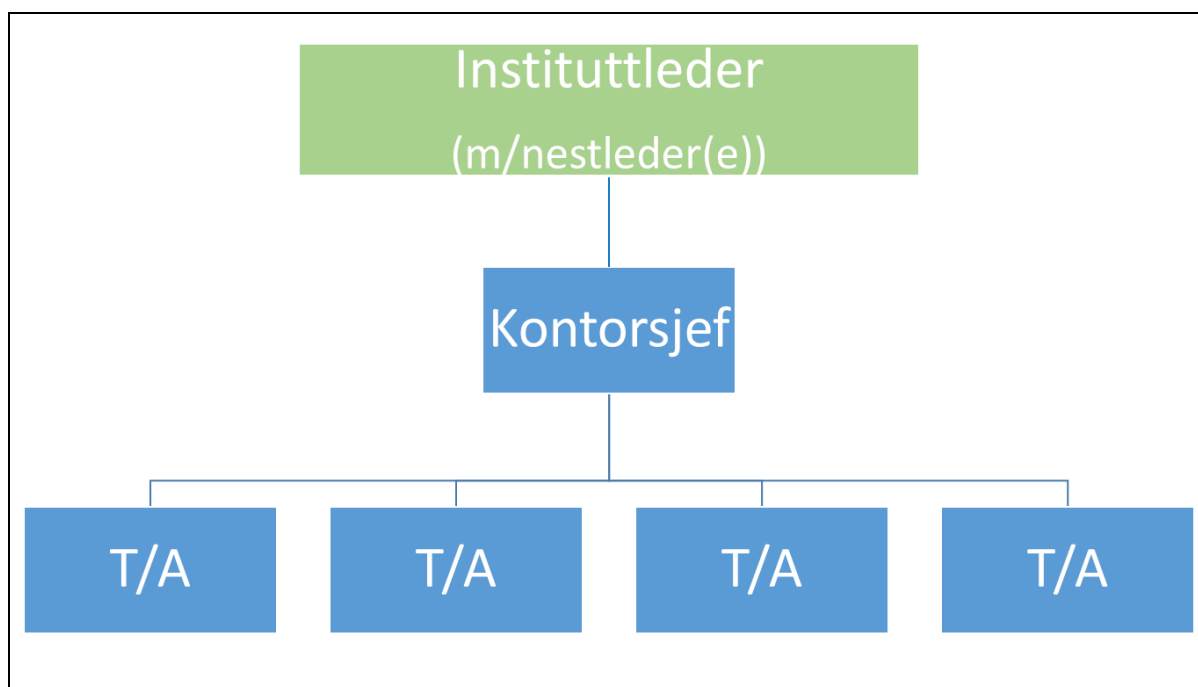 Instituttleder
(m/nestleder(e))
Kontorsjef
T/A
T/A
T/A
T/A